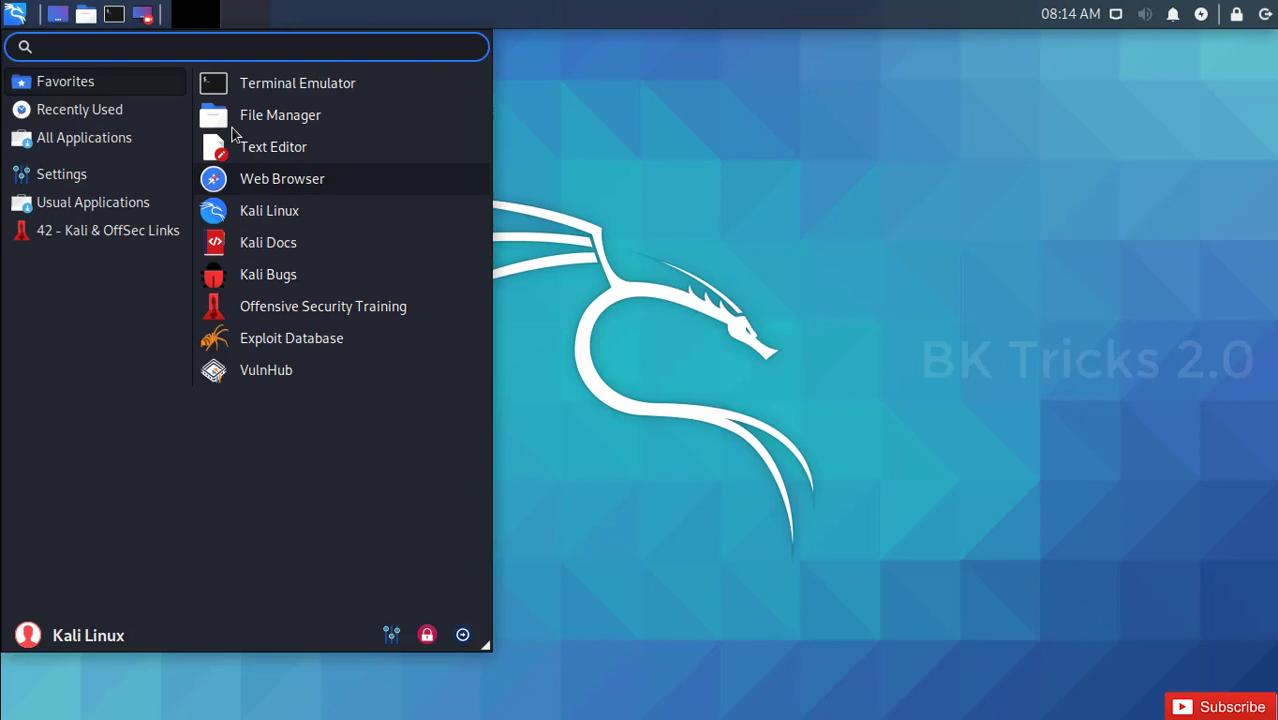 08:14 AM
Favorites
Recently Used
All Applications
Settings
Usual Applications
42 - Kali & OffSec Links
Terminal Emulator
File Manager
Text Editor
Web Browser
Kali Linux
Kali Docs
Kali Bugs
Offensive Security Training
Exploit Database
VulnHub
BK Tricks 2.0
Kali Linux
Subscribe